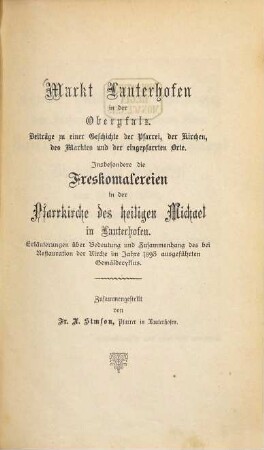 Markt Lauterhofen
in der
Oberpfalz.
Beiträge zu einer Geschichte der Pfarrei, der Kirchen,
des Marktes und der eingepfarrten Orte.
Insbesondere die
Freskomalereien
in der
Pfarrkirche des heiligen Michael
in Lauterhofen.
Erläuterungen über Bedeutung und Zusammenhang des bei
Restauration der Kirche im Jahre 1898 ausgeführten
Gemäldecyklus.
Zusammengestellt
von
Fr. X. Simson, Pfarrer in Lauterhofen.